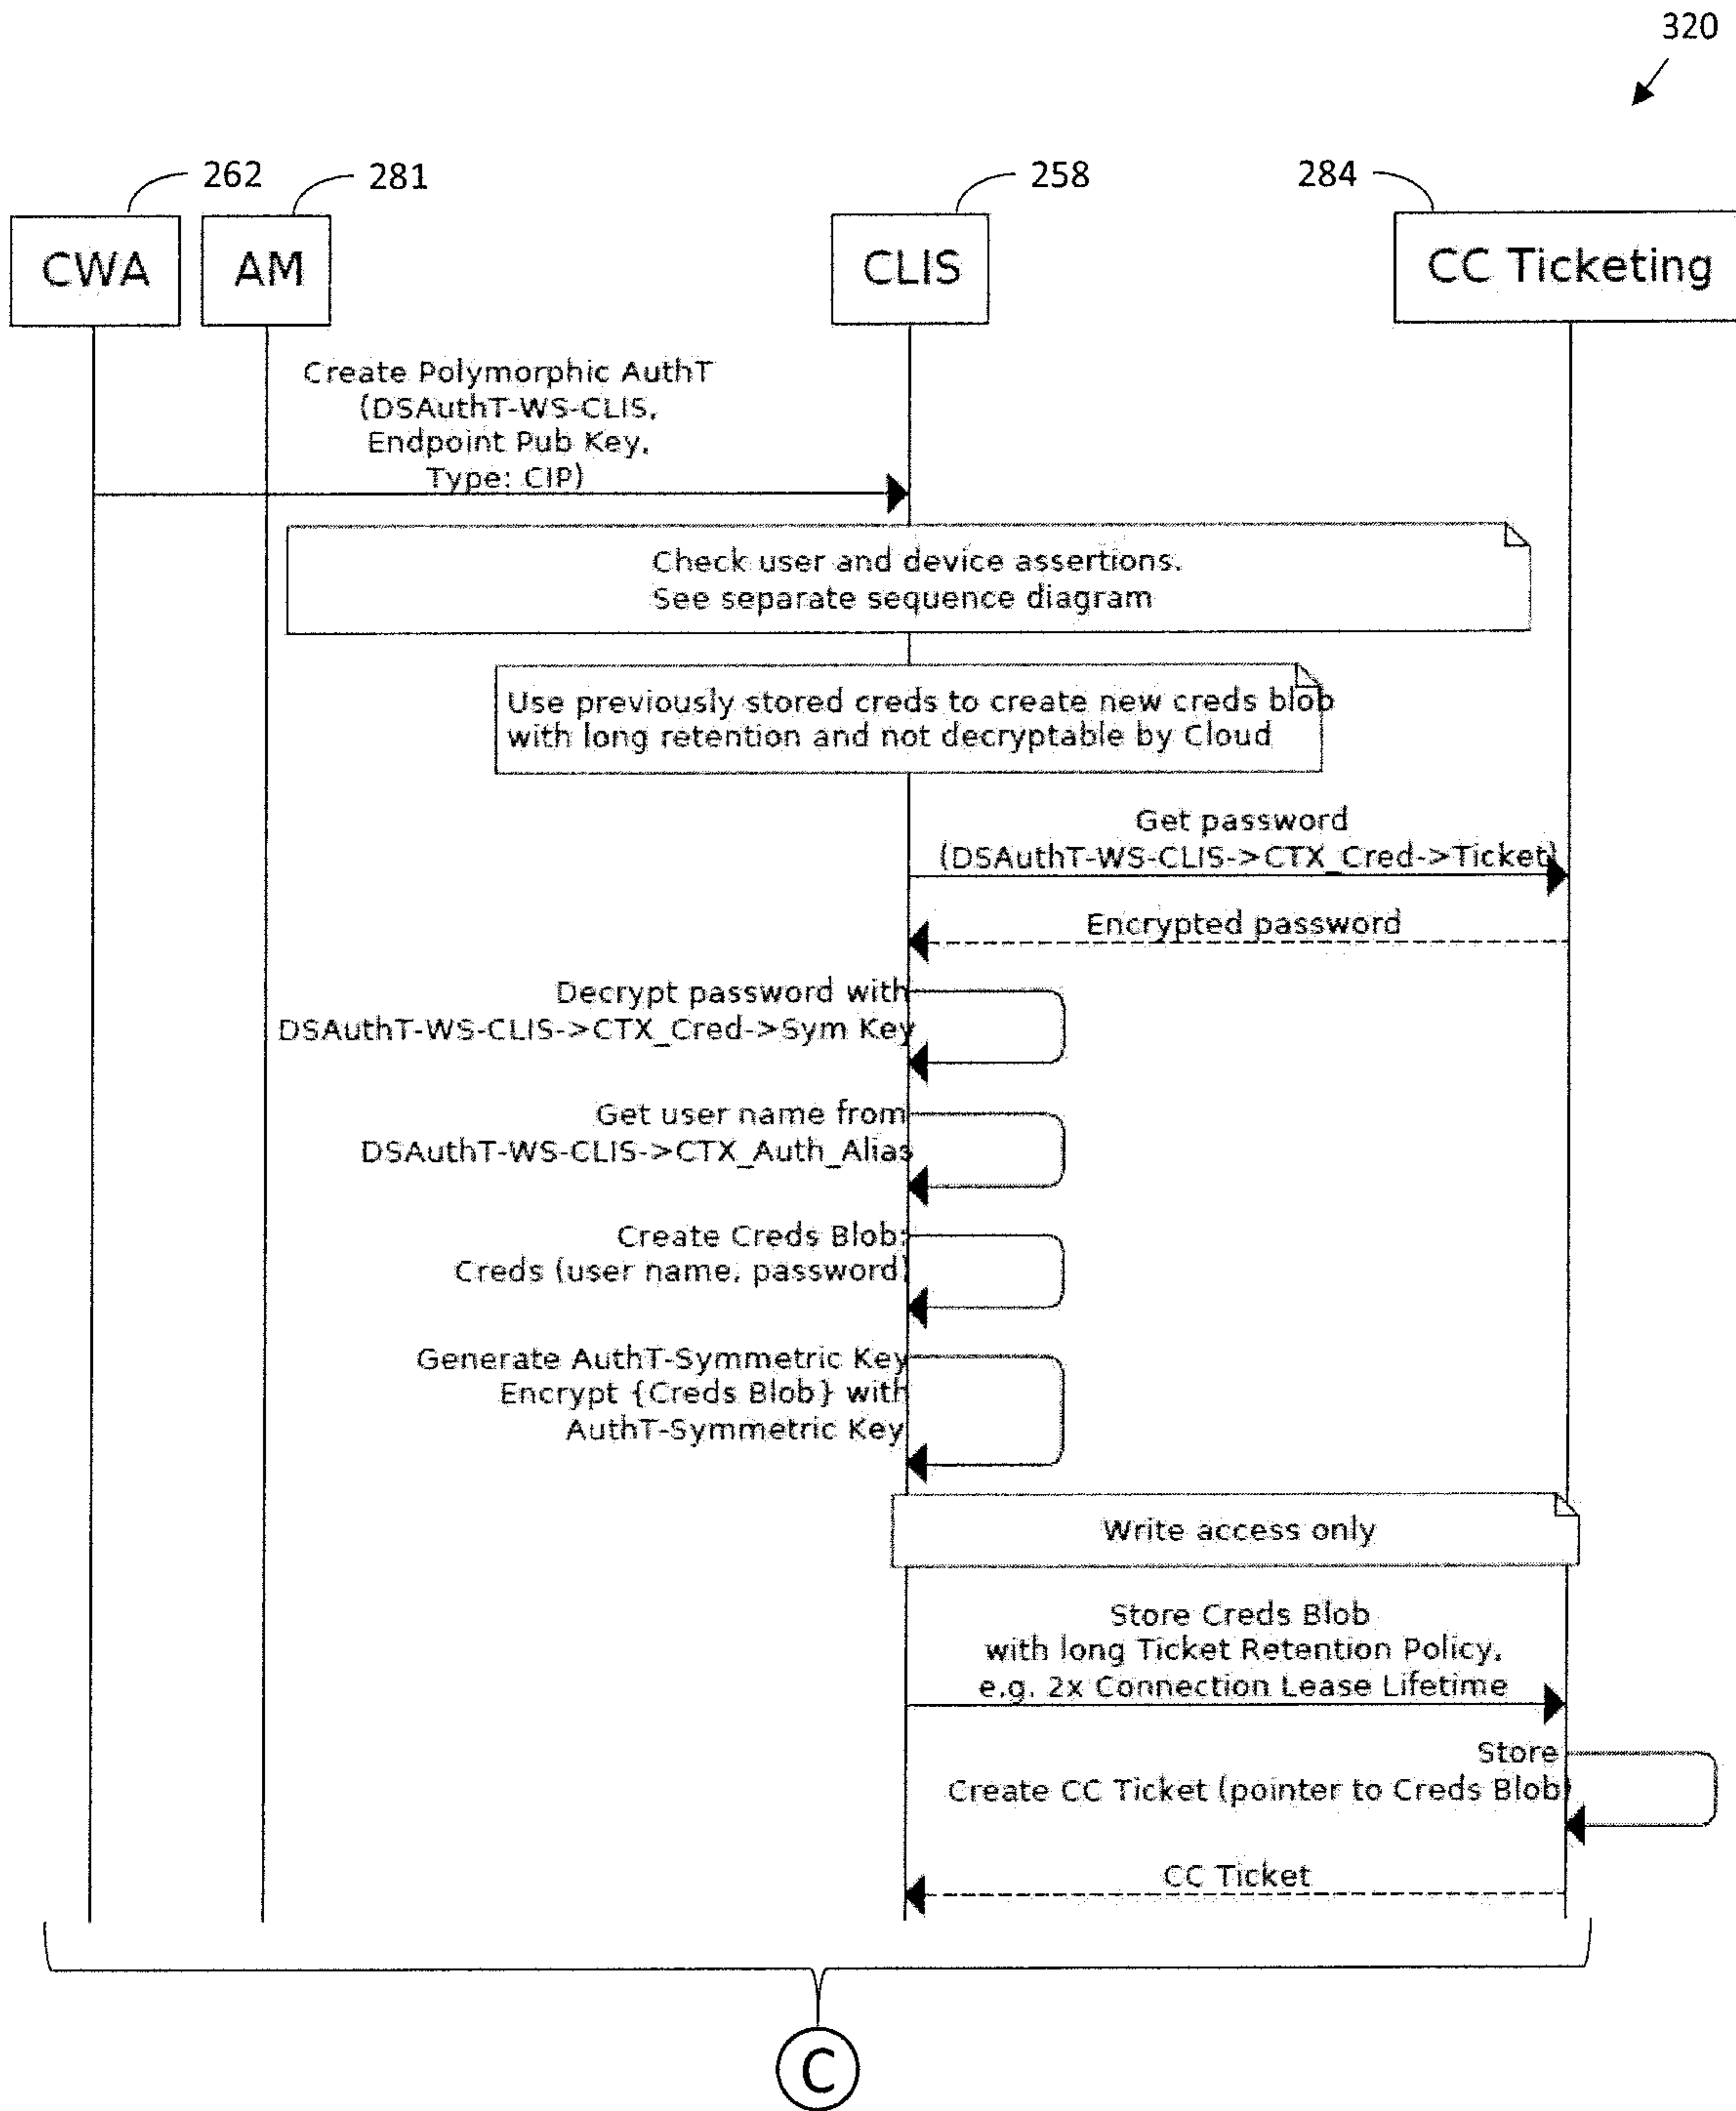 320
262
281
258
284
CWA
AM
CLIS
CC Ticketing
Create Polymorphic AuthT
(DSAuthT-WS-CLIS,
Endpoint Pub Key,
Type: CIP)
Check user and device assertions.
See separate sequence diagram
Use previously stored creds to create new creds blob
with long retention and not decryptable by Cloud
Get password
(DSAuthT-WS-CLIS->CTX_Cred->Ticket)
Encrypted password
Decrypt password with
DSAuthT-WS-CLIS->CTX_Cred->Sym Key
Get user name from
DSAuthT-WS-CLIS->CTX_Auth_Alias
Create Creds Blob:
Creds (user name, password)
Generate AuthT-Symmetric Key
Encrypt {Creds Blob} with
AuthT-Symmetric Key
Write access only
Store Creds Blob
with long Ticket Retention Policy,
e.g. 2x Connection Lease Lifetime
Store
Create CC Ticket (pointer to Creds Blob)
CC Ticket
C